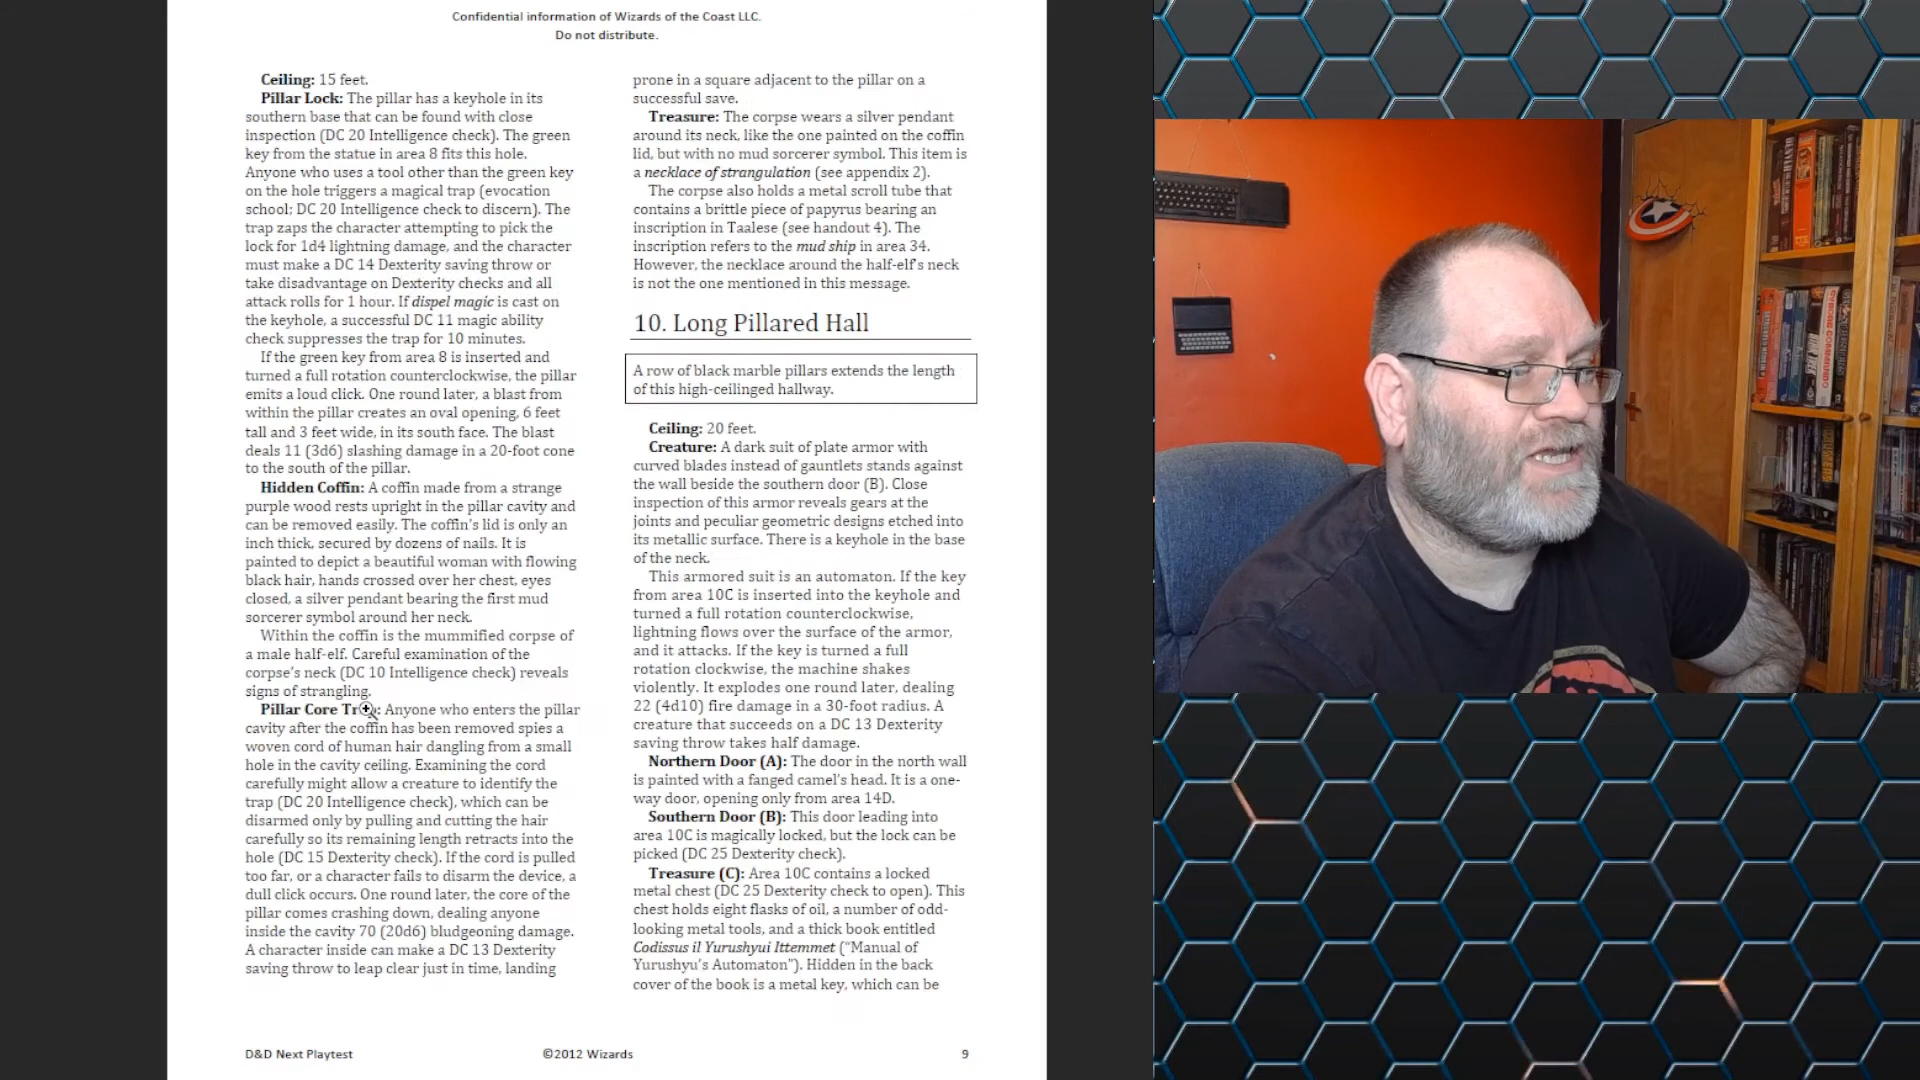 Confidential information of Wizards of the Coast LLC.
Do not distribute.
Ceiling: 15 feet.
Pillar Lock: The pillar has a keyhole in its
southern base that can be found with close
inspection (DC 20 Intelligence check). The green
key from the statue in area 8 fits this hole.
Anyone who uses a tool other than the green key
on the hole triggers a magical trap (evocation
school; DC 20 Intelligence check to discern). The
trap zaps the character attempting to pick the
lock for 1d4 lightning damage, and the character
must make a DC 14 Dexterity saving throw or
take disadvantage on Dexterity checks and all
attack rolls for 1 hour. If dispel magic is cast on
the keyhole, a successful DC 11 magic ability
check suppresses the trap for 10 minutes.
If the green key from area 8 is inserted and
turned a full rotation counterclockwise, the pillar
emits a loud click. One round later, a blast from
within the pillar creates an oval opening, 6 feet
tall and 3 feet wide, in its south face. The blast
deals 11 (3d6) slashing damage in a 20-foot cone
to the south of the pillar.
Hidden Coffin: A coffin made from a strange
purple wood rests upright in the pillar cavity and
can be removed easily. The coffin's lid is only an
inch thick, secured by dozens of nails. It is
painted to depict a beautiful woman with flowing
black hair, hands crossed over her chest, eyes
closed, a silver pendant bearing the first mud
sorcerer symbol around her neck.
Within the coffin is the mummified corpse of
a male half-elf. Careful examination of the
corpse's neck (DC 10 Intelligence check) reveals
signs of strangling.
Pillar Core Trap: Anyone who enters the pillar
cavity after the coffin has been removed spies a
woven cord of human hair dangling from a small
hole in the cavity ceiling. Examining the cord
carefully might allow a creature to identify the
trap (DC 20 Intelligence check), which can be
disarmed only by pulling and cutting the hair
carefully so its remaining length retracts into the
hole (DC 15 Dexterity check). If the cord is pulled
too far, or a character fails to disarm the device, a
dull click occurs. One round later, the core of the
pillar comes crashing down, dealing anyone
inside the cavity 70 (20d6) bludgeoning damage.
A character inside can make a DC 13 Dexterity
saving throw to leap clear just in time, landing
prone in a square adjacent to the pillar on a
successful save.
Treasure: The corpse wears a silver pendant
around its neck, like the one painted on the coffin
lid, but with no mud sorcerer symbol. This item is
a necklace of strangulation (see appendix 2).
The corpse also holds a metal scroll tube that
contains a brittle piece of papyrus bearing an
inscription in Taalese (see handout 4). The
inscription refers to the mud ship in area 34.
However, the necklace around the half-elf's neck
is not the one mentioned in this message.
10. Long Pillared Hall
A row of black marble pillars extends the length
of this high-ceilinged hallway.
Ceiling: 20 feet.
Creature: A dark suit of plate armor with
curved blades instead of gauntlets stands against
the wall beside the southern door (B). Close
inspection of this armor reveals gears at the
joints and peculiar geometric designs etched into
its metallic surface. There is a keyhole in the base
of the neck.
This armored suit is an automaton. If the key
from area 10C is inserted into the keyhole and
turned a full rotation counterclockwise,
lightning flows over the surface of the armor,
and it attacks. If the key is turned a full
rotation clockwise, the machine shakes
violently. It explodes one round later, dealing
22 (4d10) fire damage in a 30-foot radius. A
creature that succeeds on a DC 13 Dexterity
saving throw takes half damage.
Northern Door (A): The door in the north wall
is painted with a fanged camel's head. It is a one-
way door, opening only from area 14D.
Southern Door (B): This door leading into
area 10C is magically locked, but the lock can be
picked (DC 25 Dexterity check).
Treasure (C): Area 10C contains a locked
metal chest (DC 25 Dexterity check to open). This
chest holds eight flasks of oil, a number of odd-
looking metal tools, and a thick book entitled
Codissus il Yurushyui Ittemmet ("Manual of
Yurushyu's Automaton"). Hidden in the back
cover of the book is a metal key, which can be
D&D Next Playtest
©2012 Wizards
9